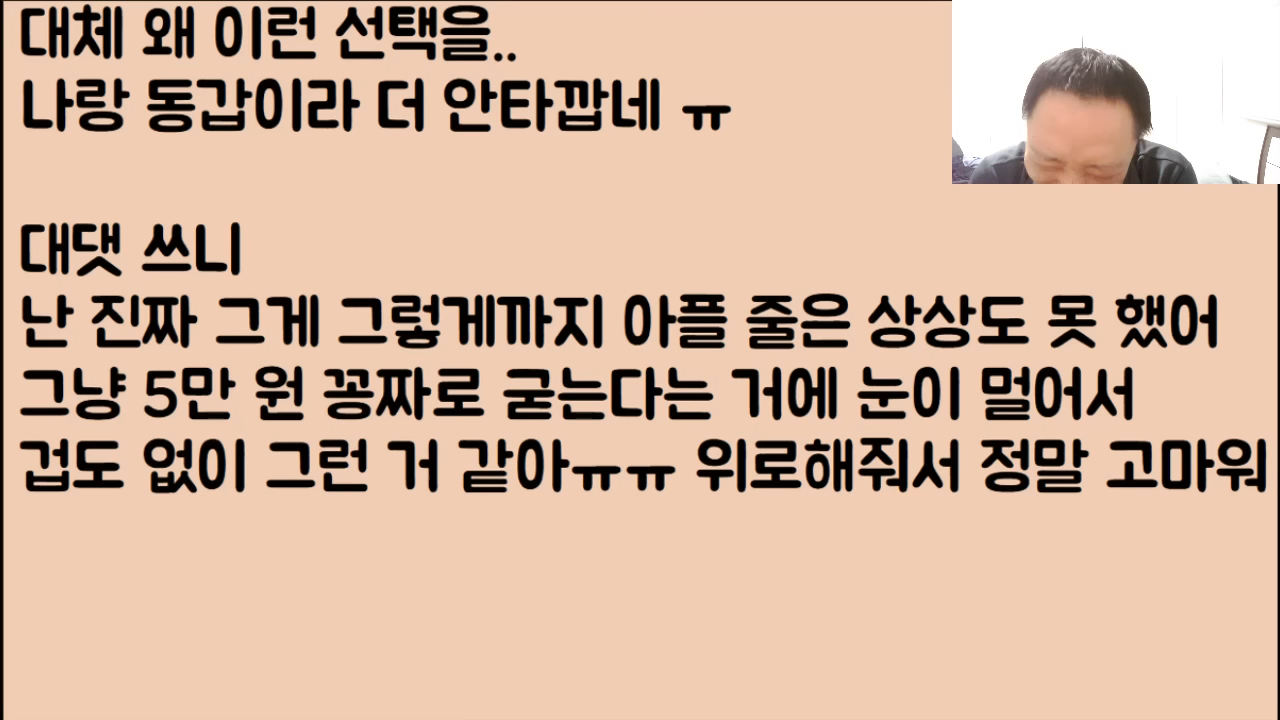 대체 왜 이런 선택을..
나랑 동갑이라 더 안타깝네 ㅠ
대댓 쓰니
난 진짜 그게 그렇게까지 아플 줄은 상상도 못 했어
그냥 5만 원 꽁짜로 굳는다는 거에 눈이 멀어서
겁도 없이 그런 거 같아ㅠㅠ 위로해줘서 정말 고마워